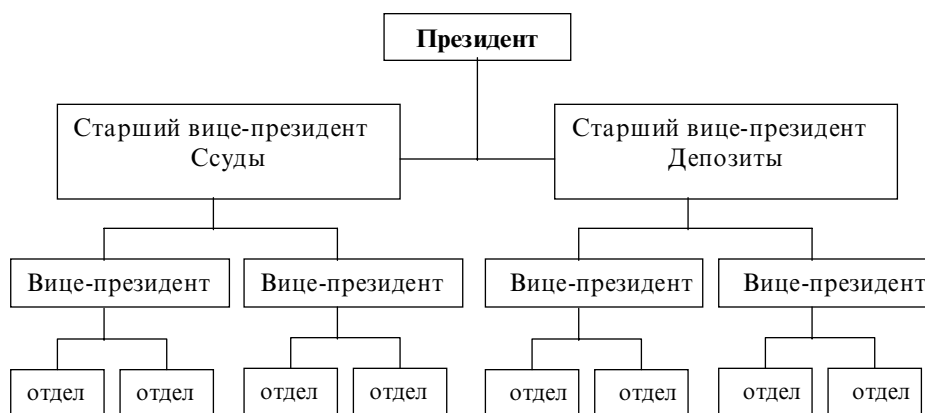 Президент
Старший вице-президент
Ссуды
Старший вице-президент
Депозиты
Вице-президент
Вице-президент
Вице-президент
Вице-президент
отдел
отдел
отдел
отдел
отдел
отдел
отдел
отдел